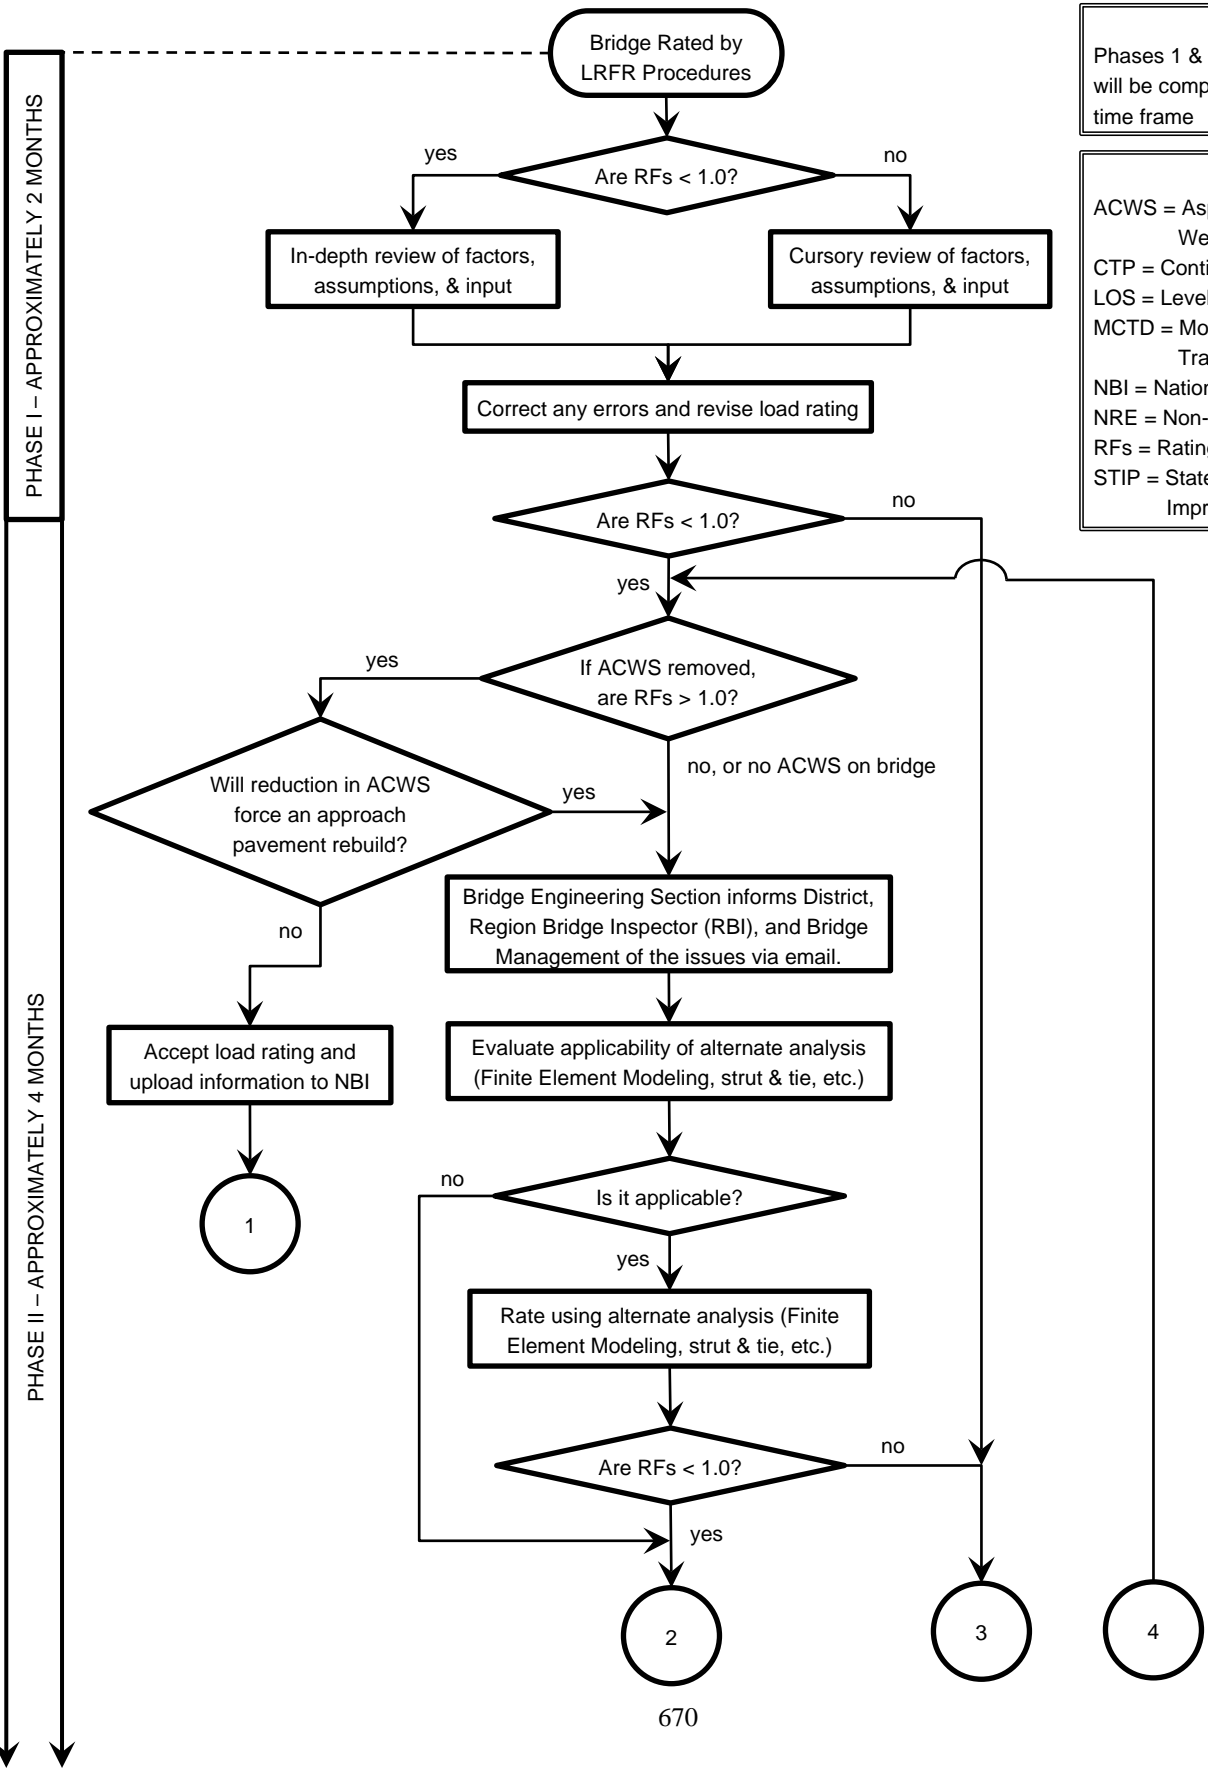 Bridge Rated by
LRFR Procedures
Phases 1 &
will be comp
time frame
PHASE I – APPROXIMATELY 2 MONTHS
yes
Are RFs < 1.0?
no
In-depth review of factors,
assumptions, & input
Cursory review of factors,
assumptions, & input
ACWS = Asp
We
CTP = Conti
LOS = Level
MCTD = Mo
Tra
NBI = Nation
NRE = Non-
RFs = Rating
STIP = State
Impr
Correct any errors and revise load rating
Are RFs < 1.0?
no
yes
If ACWS removed,
are RFs > 1.0?
yes
no, or no ACWS on bridge
Will reduction in ACWS
force an approach
pavement rebuild?
yes
no
Bridge Engineering Section informs District,
Region Bridge Inspector (RBI), and Bridge
Management of the issues via email.
PHASE II – APPROXIMATELY 4 MONTHS
Accept load rating and
upload information to NBI
Evaluate applicability of alternate analysis
(Finite Element Modeling, strut & tie, etc.)
1
no
Is it applicable?
yes
Rate using alternate analysis (Finite
Element Modeling, strut & tie, etc.)
Are RFs < 1.0?
no
yes
2
3
4
670